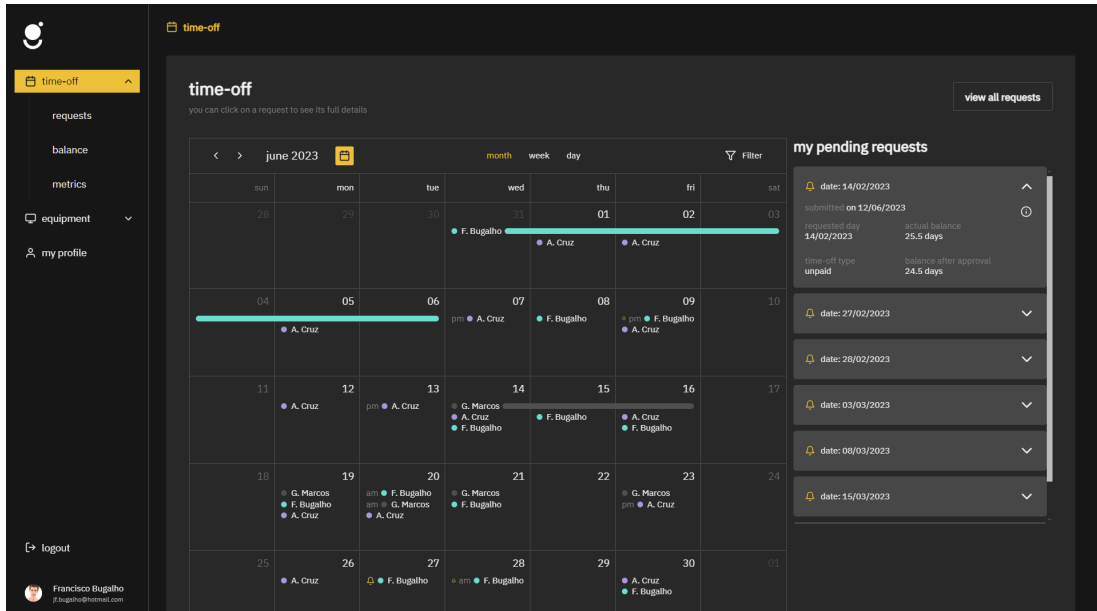 time-off
time-off
requests
balance
metrics
equipment
my profile
logout
Francisco Bugalho
jf.bugalho@hotmail.com
time-off
you can click on a request to see its full details
view all requests
june 2023
month week day
Filter
sun mon tue wed thu fri sat
28 29 30 31 01 02 03
F. Bugalho
A. Cruz A. Cruz
04 05 06 07 08 09 10
pm A. Cruz F. Bugalho pm F. Bugalho
A. Cruz A. Cruz
11 12 13 14 15 16 17
A. Cruz pm A. Cruz G. Marcos
A. Cruz F. Bugalho A. Cruz
F. Bugalho F. Bugalho
18 19 20 21 22 23 24
G. Marcos am F. Bugalho G. Marcos G. Marcos
F. Bugalho am G. Marcos F. Bugalho pm A. Cruz
A. Cruz A. Cruz
25 26 27 28 29 30 01
A. Cruz F. Bugalho am F. Bugalho A. Cruz
F. Bugalho
my pending requests
date: 14/02/2023
submitted on 12/06/2023
requested day actual balance
14/02/2023 25.5 days
time-off type balance after approval
unpaid 24.5 days
date: 27/02/2023
date: 28/02/2023
date: 03/03/2023
date: 08/03/2023
date: 15/03/2023